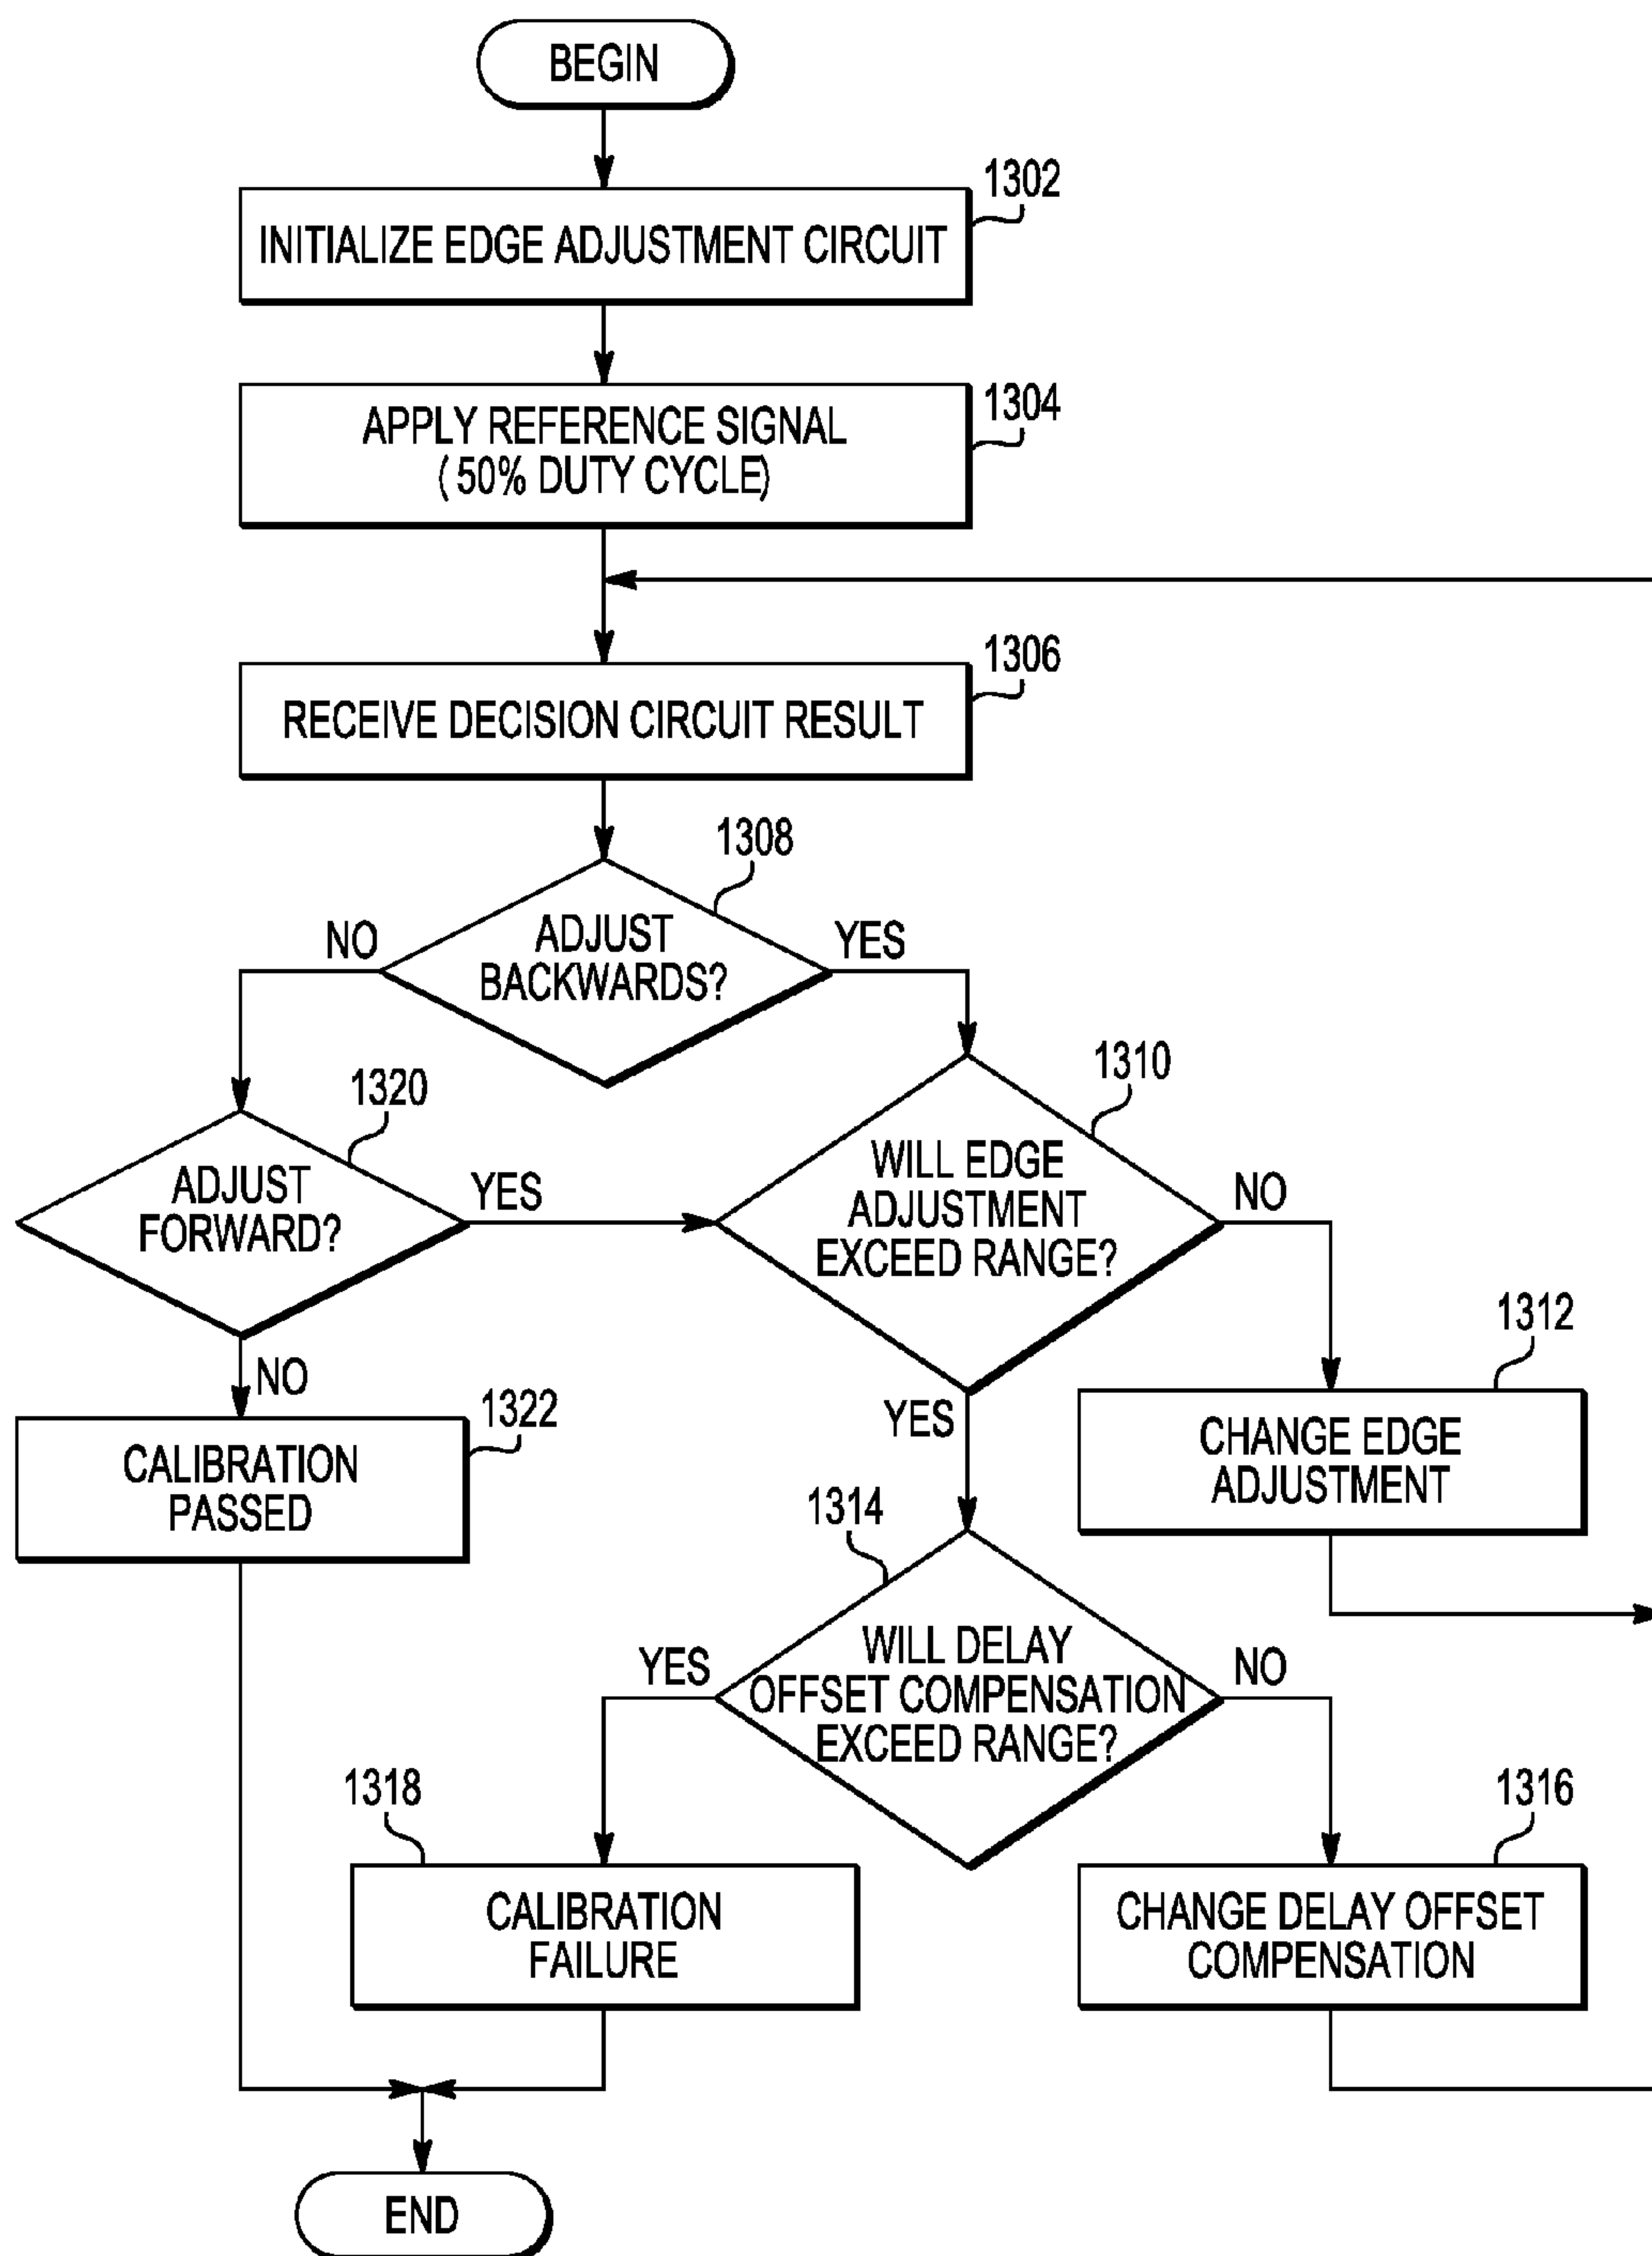 BEGIN
1302
INITIALIZE EDGE ADJUSTMENT CIRCUIT
1304
APPLY REFERENCE SIGNAL
( 50% DUTY CYCLE)
1306
RECEIVE DECISION CIRCUIT RESULT
1308
NO
YES
ADJUST
BACKWARDS?
1310
1320
ADJUST
FORWARD?
YES
WILL EDGE
ADJUSTMENT
EXCEED RANGE?
NO
1312
NO
1322
YES
CALIBRATION
PASSED
CHANGE EDGE
ADJUSTMENT
1314
YES
WILL DELAY
OFFSET COMPENSATION
EXCEED RANGE?
NO
1318
1316
CALIBRATION
FAILURE
CHANGE DELAY OFFSET
COMPENSATION
END